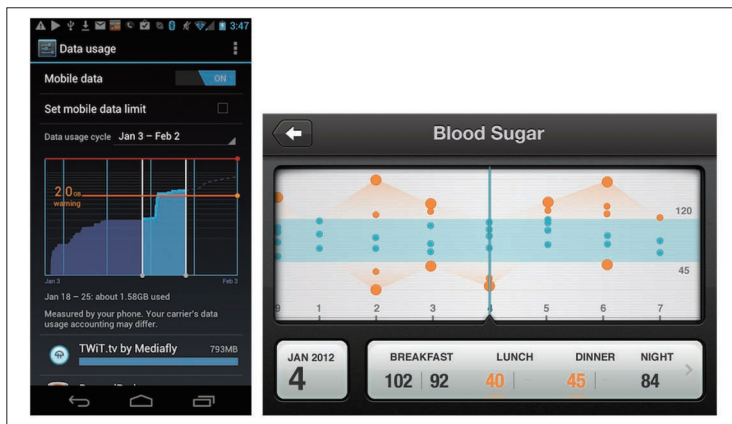 3:47
Data usage
Mobile data ON
Set mobile data limit
Data usage cycle Jan 3 – Feb 2
2.0 GB
warning
Jan 3 Feb 3
Jan 18 – 25: about 1.58GB used
Measured by your phone. Your carrier's data
usage accounting may differ.
TWiT.tv by Mediafly 793MB
Blood Sugar
120
45
9 1 2 3 4 5 6 7
JAN 2012
4
BREAKFAST LUNCH DINNER NIGHT
102 | 92 40 | – 45 | – 84